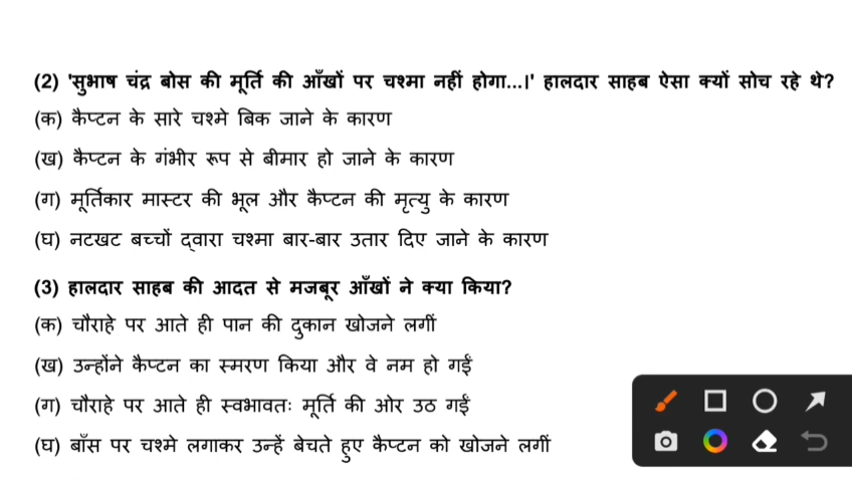 (2) 'सुभाष चंद्र बोस की मूर्ति की आँखों पर चश्मा नहीं होगा...।' हालदार साहब ऐसा क्यों सोच रहे थे?
(क) कैप्टन के सारे चश्मे बिक जाने के कारण
(ख) कैप्टन के गंभीर रूप से बीमार हो जाने के कारण
(ग) मूर्तिकार मास्टर की भूल और कैप्टन की मृत्यु के कारण
(घ) नटखट बच्चों द्वारा चश्मा बार-बार उतार दिए जाने के कारण
(3) हालदार साहब की आदत से मजबूर आँखों ने क्या किया?
(क) चौराहे पर आते ही पान की दुकान खोजने लगीं
(ख) उन्होंने कैप्टन का स्मरण किया और वे नम हो गईं
(ग) चौराहे पर आते ही स्वभावतः मूर्ति की ओर उठ गईं
(घ) बाँस पर चश्मे लगाकर उन्हें बेचते हुए कैप्टन को खोजने लगीं